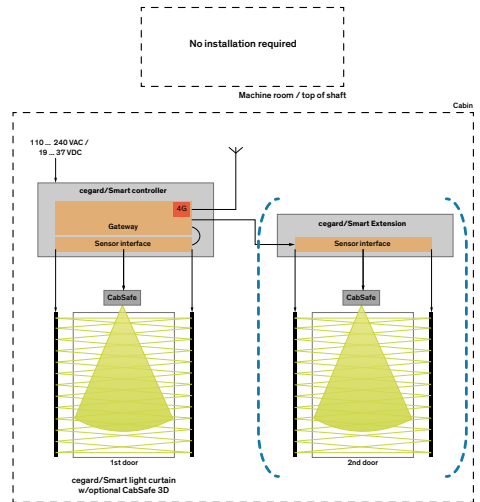 No installation required
Machine room / top of shaft
Cabin
110 ... 240 VAC /
19 ... 37 VDC
cegard/Smart controller
4G
Gateway
Sensor interface
cegard/Smart Extension
Sensor interface
CabSafe
CabSafe
1st door
2nd door
cegard/Smart light curtain
w/optional CabSafe 3D